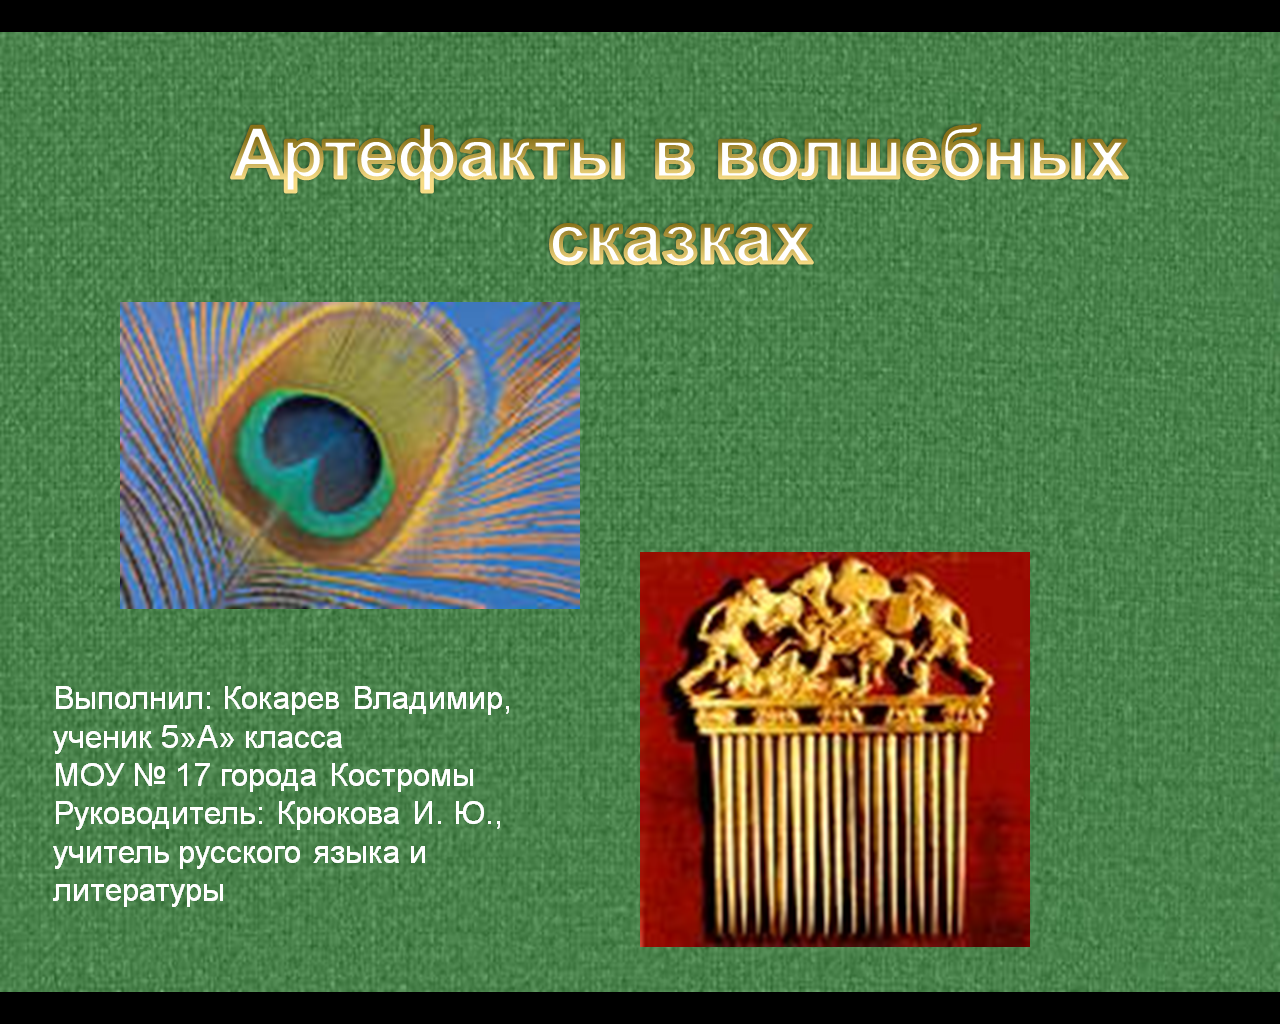 Артефакты в волшебных
сказках
Выполнил: Кокарев Владимир,
ученик 5»А» класса
МОУ № 17 города Костромы
Руководитель: Крюкова И. Ю.,
учитель русского языка и
литературы